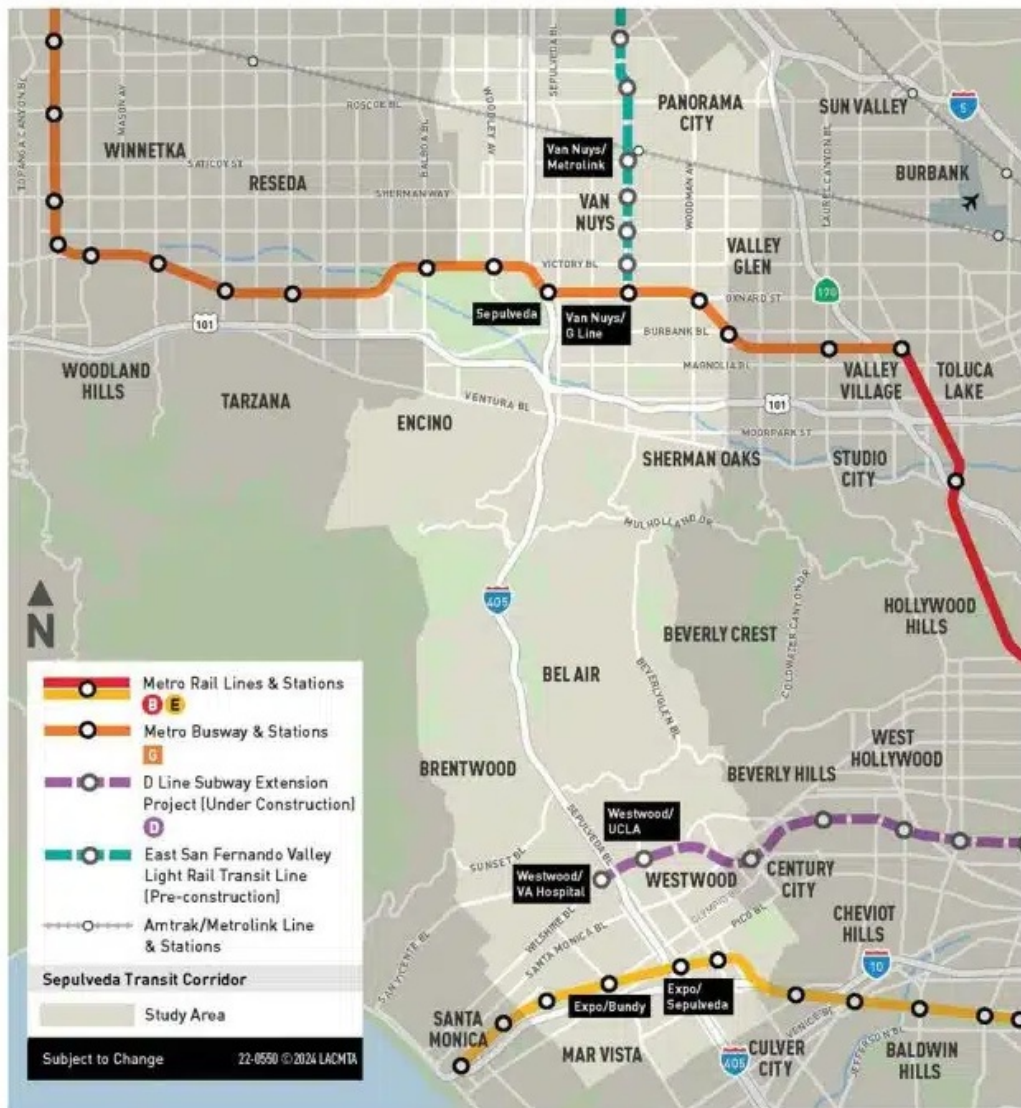 SEPULVEDA BL
TOPANGA CANYON BL
MASON AV
ROSCOE BL
BALBOA BL
WOODLEY AV
PANORAMA
CITY
SUN VALLEY
5
WINNETKA
SATICOY ST
RESEDA
SHERMAN WAY
Van Nuys/
Metrolink
WOODMAN AV
LAUREL CANYON BL
BURBANK
VAN
NUYS
VICTORY BL
VALLEY
GLEN
OXNARD ST
170
101
Sepulveda
Van Nuys/
G Line
BURBANK BL
MAGNOLIA BL
WOODLAND
HILLS
TARZANA
VENTURA BL
ENCINO
VALLEY
VILLAGE
TOLUCA
LAKE
101
MOORPARK ST
SHERMAN OAKS
STUDIO
CITY
MULHOLLAND DR
405
N
COLDWATER CANYON DR
HOLLYWOOD
HILLS
BEVERLY CREST
BEL AIR
BEVERLY GLEN BL
WEST
HOLLYWOOD
BRENTWOOD
BEVERLY HILLS
SEPULVEDA BL
Westwood/
UCLA
SUNSET BL
Westwood/
VA Hospital
WESTWOOD
CENTURY
CITY
OLYMPIC BL
PICO BL
WILSHIRE BL
SANTA MONICA BL
SAN VICENTE BL
CHEVIOT
HILLS
10
Expo/Bundy
Expo/
Sepulveda
SANTA
MONICA
MAR VISTA
VENICE BL
JEFFERSON BL
405
CULVER
CITY
BALDWIN
HILLS
Metro Rail Lines & Stations
B E
Metro Busway & Stations
G
D Line Subway Extension
Project (Under Construction)
D
East San Fernando Valley
Light Rail Transit Line
(Pre-construction)
Amtrak/Metrolink Line
& Stations
Sepulveda Transit Corridor
Study Area
Subject to Change 22-0550 © 2024 LACMTA